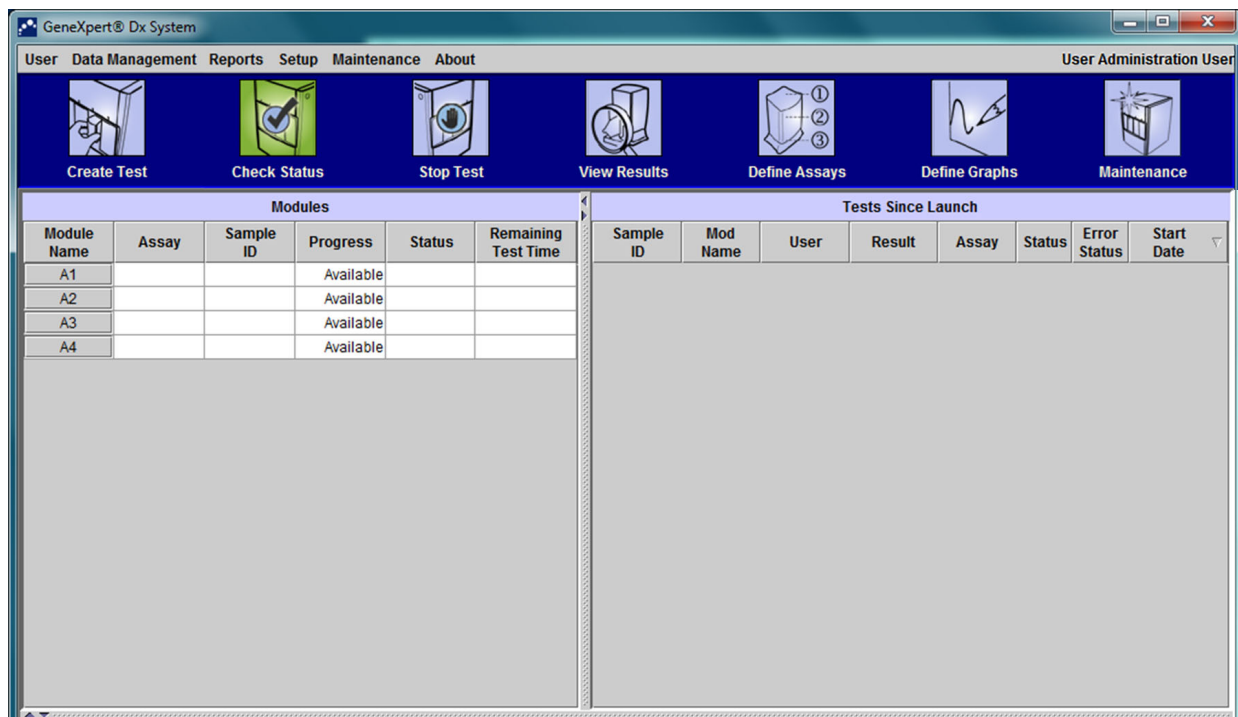 GeneXpert® Dx System
User Data Management Reports Setup Maintenance About User Administration User
① 
②
③
Create Test Check Status Stop Test View Results Define Assays Define Graphs Maintenance
Modules Tests Since Launch
Module Name Assay Sample ID Progress Status Remaining Test Time Sample ID Mod Name User Result Assay Status Error Status Start Date
A1 Available
A2 Available
A3 Available
A4 Available